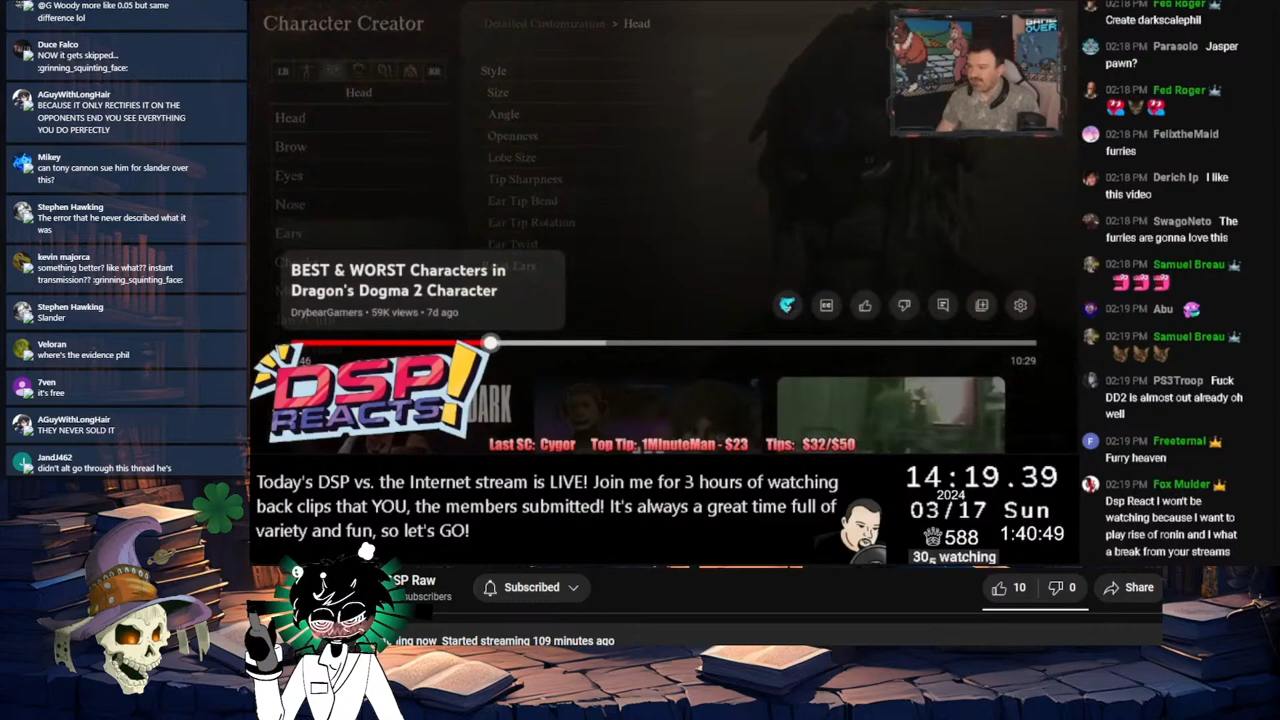 @G Woody more like 0.05 but same
difference lol
Duce Falco
NOW it gets skipped...
:grinning_squinting_face:
AGuyWithLongHair
BECAUSE IT ONLY RECTIFIES IT ON THE
OPPONENTS END YOU SEE EVERYTHING
YOU DO PERFECTLY
Mikey
can tony cannon sue him for slander over
this?
Stephen Hawking
The error that he never described what it
was
kevin majorca
something better? like what?? instant
transmission?? :grinning_squinting_face:
Stephen Hawking
Slander
Veloran
where's the evidence phil
7ven
it's free
AGuyWithLongHair
THEY NEVER SOLD IT
JandJ462
didn't alt go through this thread he's
Character Creator
LB
RB
Head
Head
Brow
Eyes
Nose
Ears
Detailed Customization > Head
Style
Size
Angle
Openness
Lobe Size
Tip Sharpness
Ear Tip Bend
Ear Tip Rotation
Ear Twist
Ears
GAME
OVER
BEST & WORST Characters in
Dragon's Dogma 2 Character
DrybearGamers • 59K views • 7d ago
CC
46
10:29
DSP!
REACTS
DARK
Last SC: Cygor Top Tip: 1MinuteMan - $23 Tips: $32/$50
Today's DSP vs. the Internet stream is LIVE! Join me for 3 hours of watching
back clips that YOU, the members submitted! It's always a great time full of
variety and fun, so let's GO!
14:19.39
2024
03/17 Sun
588
1:40:49
305 watching
DSP Raw
subscribers
Subscribed
10
0
Share
now Started streaming 109 minutes ago
Fed Roger
Create darkscalephil
02:18 PM Parasolo Jasper
pawn?
02:18 PM Fed Roger
02:18 PM FelixtheMaid
furries
02:18 PM Derich Ip I like
this video
02:18 PM SwagoNeto The
furries are gonna love this
02:18 PM Samuel Breau
02:19 PM Abu
02:19 PM Samuel Breau
02:19 PM PS3Troop Fuck
DD2 is almost out already oh
well
F
02:19 PM Freeternal
Furry heaven
02:19 PM Fox Mulder
Dsp React I won't be
watching because I want to
play rise of ronin and I what
a break from your streams